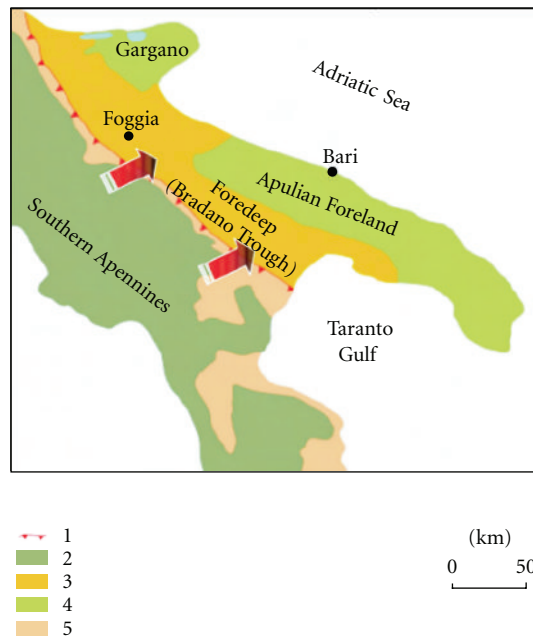 Gargano
Adriatic Sea
Foggia
Bari
Apulian Foreland
Foredeep
(Bradano Trough)
Southern Apennines
Taranto
Gulf
1
2
3
4
5
(km)
0 50